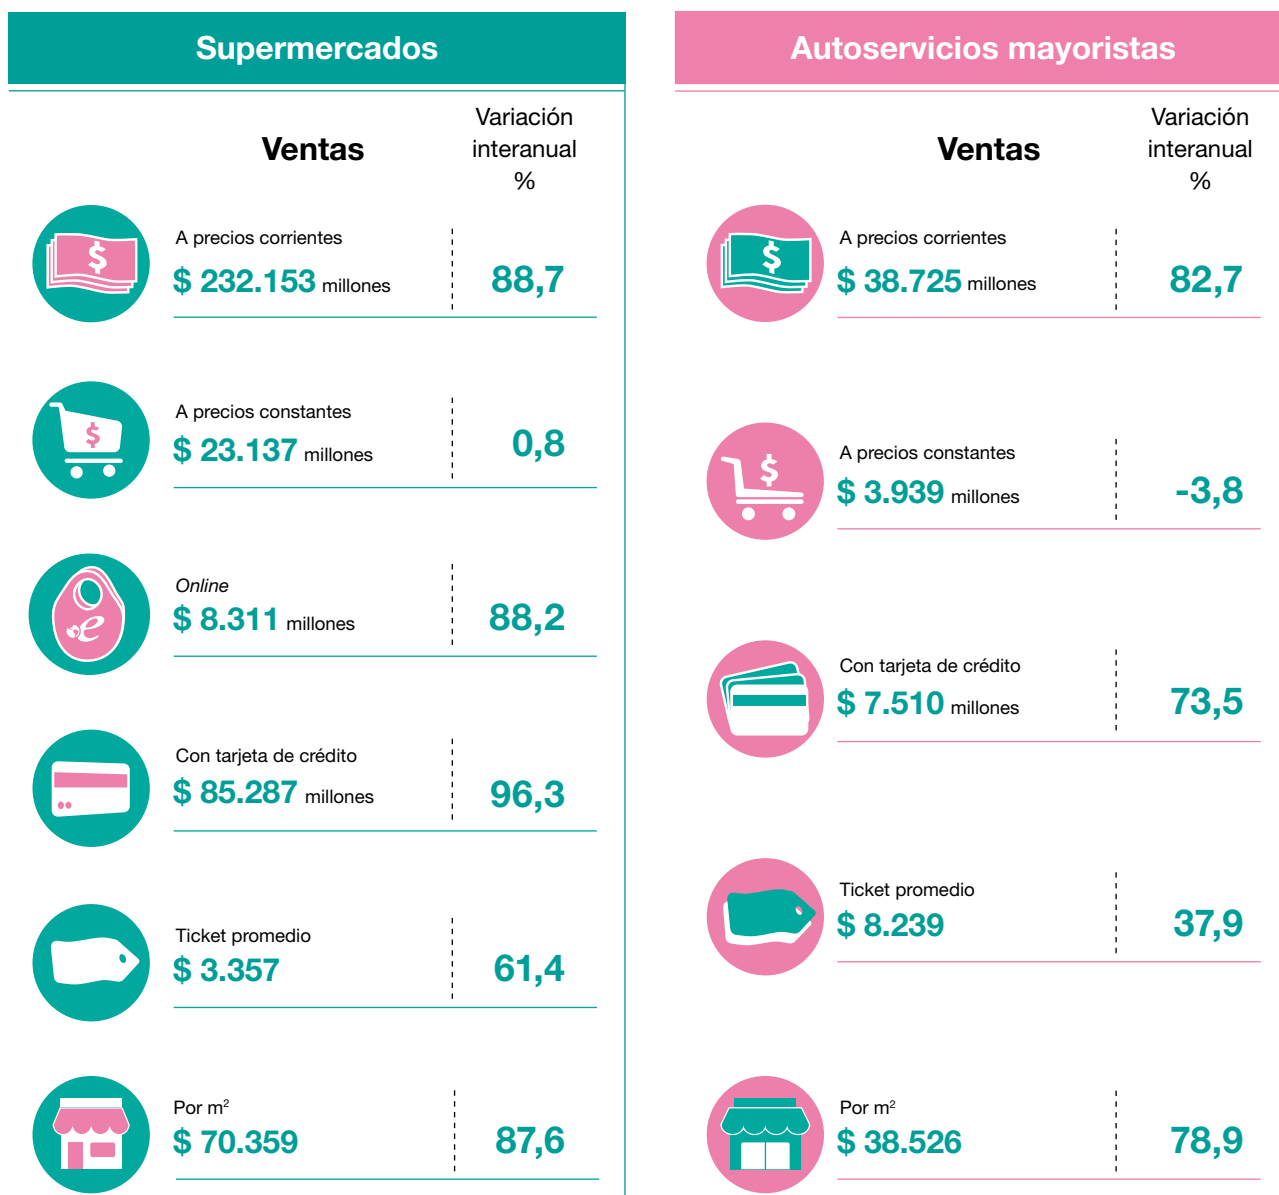 Supermercados
Ventas
Variación
interanual
%
A precios corrientes
$ 232.153 millones
88,7
A precios constantes
$ 23.137 millones
0,8
Online
$ 8.311 millones
88,2
Con tarjeta de crédito
$ 85.287 millones
96,3
Ticket promedio
$ 3.357
61,4
Por m²
$ 70.359
87,6
Autoservicios mayoristas
Ventas
Variación
interanual
%
A precios corrientes
$ 38.725 millones
82,7
A precios constantes
$ 3.939 millones
-3,8
Con tarjeta de crédito
$ 7.510 millones
73,5
Ticket promedio
$ 8.239
37,9
Por m²
$ 38.526
78,9